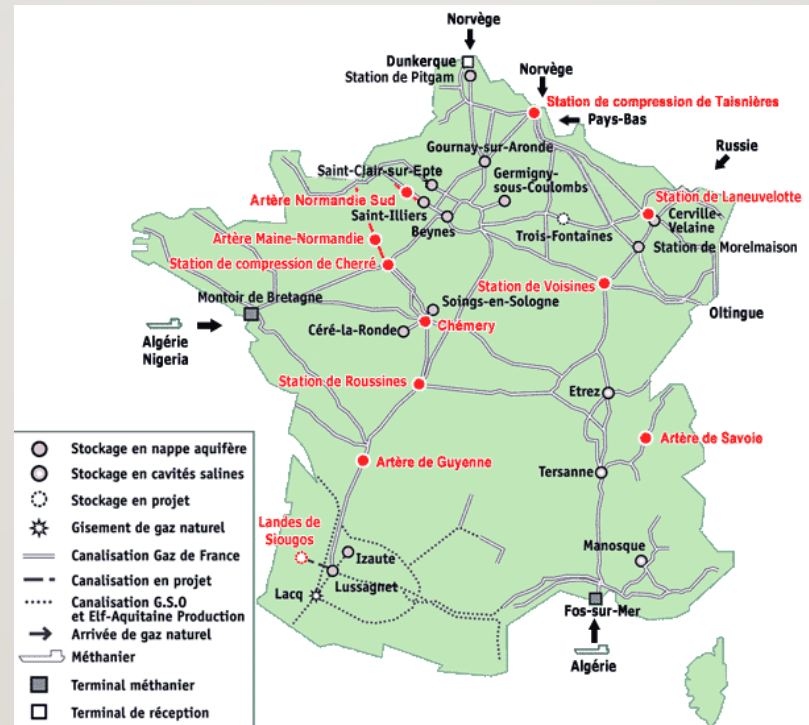 Norvège
Dunkerque
Station de Pitgam
Norvège
Station de compression de Taisnières
Pays-Bas
Russie
Gournay-sur-Aronde
Saint-Clair-sur-Epte
Germigny-
sous-Coulombs
Station de Laneuvelotte
Artère Normandie Sud
Saint-Illiers
Beynes
Cerville-
Velaine
Trois-Fontaines
Artère Maine-Normandie
Station de Morelmaison
Station de compression de Cherré
Station de Voisines
Montoir de Bretagne
Soings-en-Sologne
Oltingue
Algérie
Nigeria
Céré-la-Ronde
Chémery
Station de Roussines
Etrez
Artère de Savoie
Artère de Guyenne
Tersanne
Landes de
Siougos
Izaute
Manosque
Lussagnet
Lacq
Fos-sur-Mer
Algérie
Stockage en nappe aquifère
Stockage en cavités salines
Stockage en projet
Gisement de gaz naturel
Canalisation Gaz de France
Canalisation en projet
Canalisation G.S.O
et Elf-Aquitaine Production
Arrivée de gaz naturel
Méthanier
Terminal méthanier
Terminal de réception